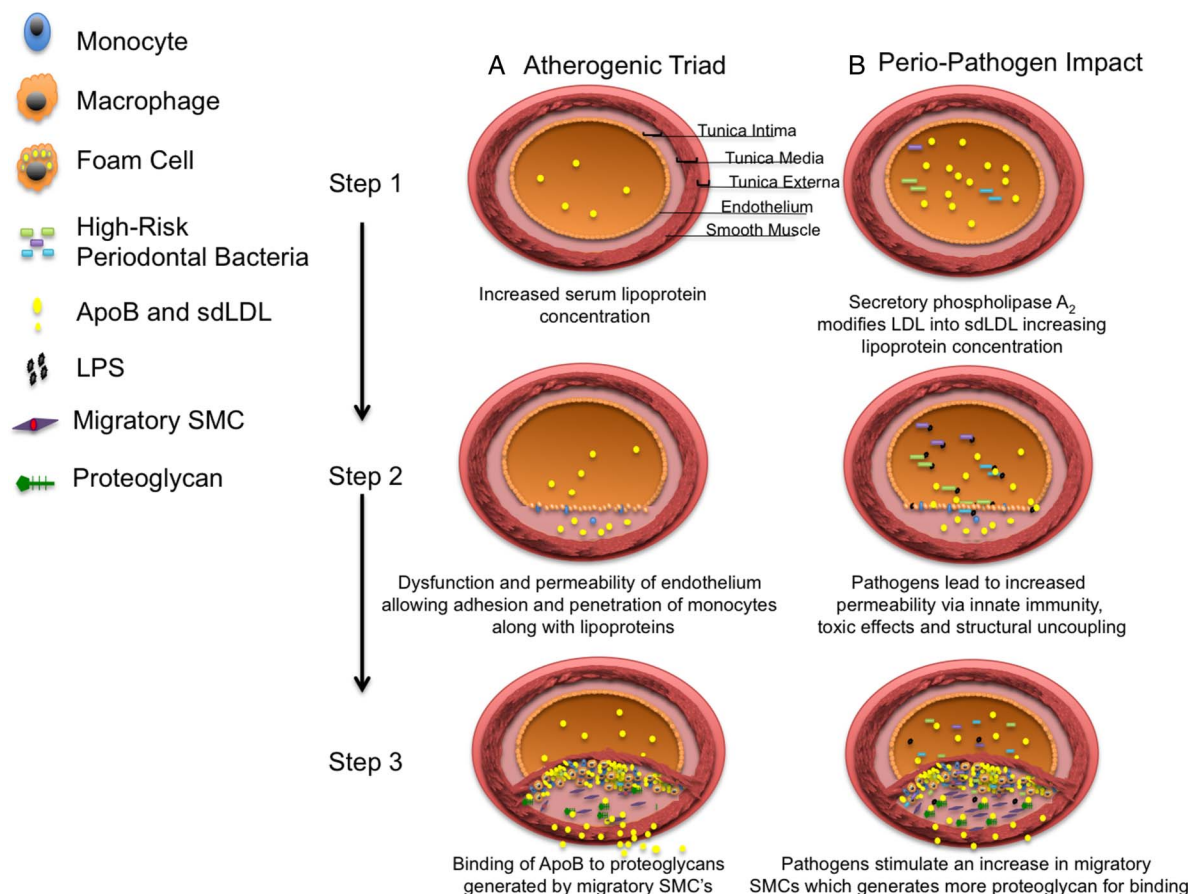 Monocyte
Macrophage
Foam Cell
High-Risk
Periodontal Bacteria
ApoB and sdLDL
LPS
Migratory SMC
Proteoglycan
A Atherogenic Triad
B Perio-Pathogen Impact
Step 1
Tunica Intima
Tunica Media
Tunica Externa
Endothelium
Smooth Muscle
Increased serum lipoprotein
concentration
Secretory phospholipase A₂
modifies LDL into sdLDL increasing
lipoprotein concentration
Step 2
Dysfunction and permeability of endothelium
allowing adhesion and penetration of monocytes
along with lipoproteins
Pathogens lead to increased
permeability via innate immunity,
toxic effects and structural uncoupling
Step 3
Binding of ApoB to proteoglycans
generated by migratory SMC's
Pathogens stimulate an increase in migratory
SMCs which generates more proteoglycan for binding